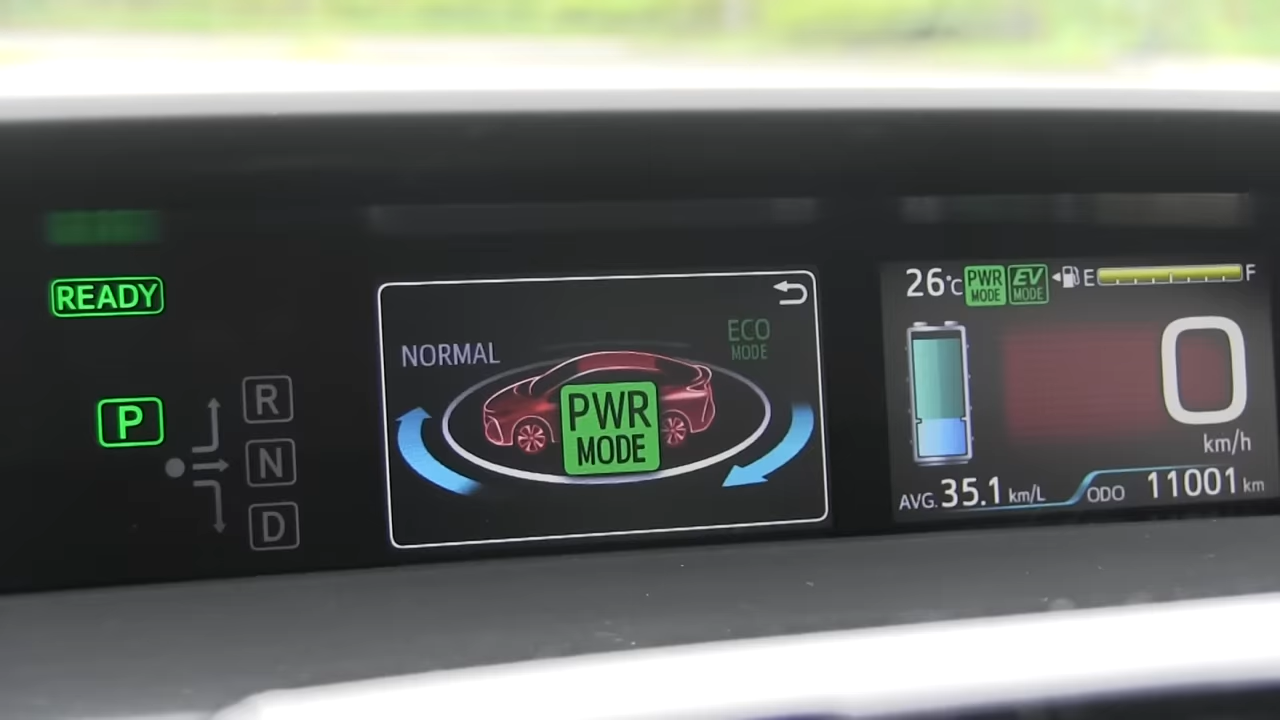 READY
P
R
N
D
NORMAL
ECO
MODE
PWR
MODE
26°C
PWR
MODE
EV
MODE
E
F
0
km/h
AVG. 35.1 km/L
ODO 11001 km